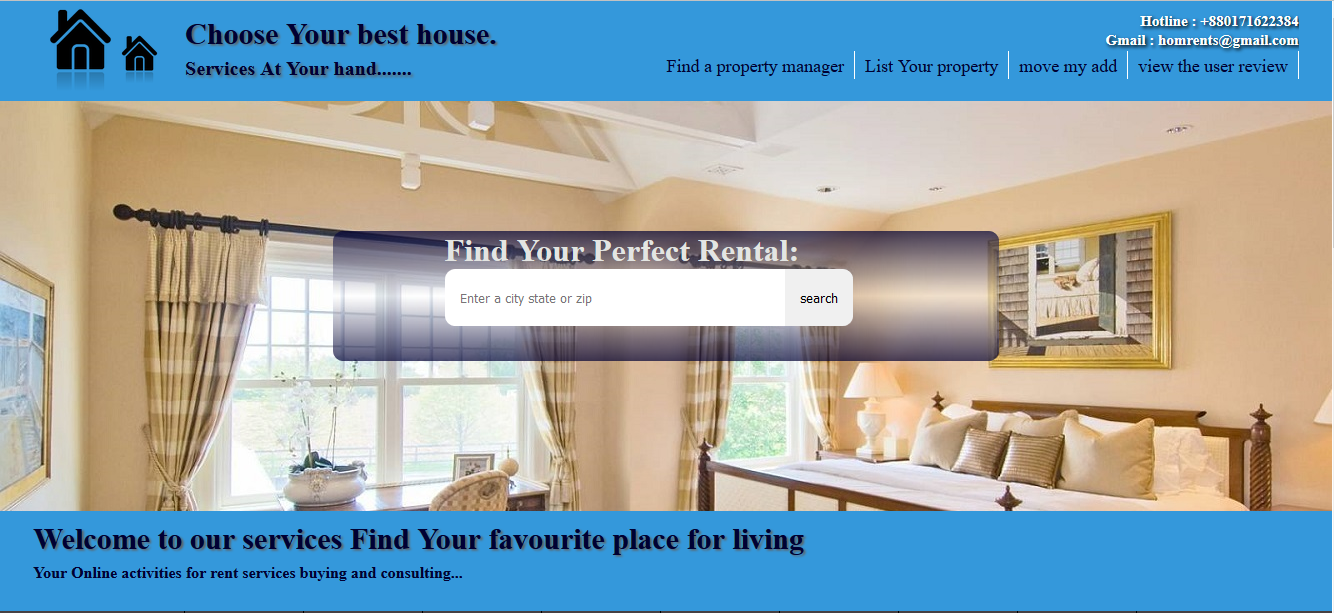 Choose Your best house.
Services At Your hand.......
Hotline : +880171622384
Gmail : homrents@gmail.com
Find a property manager
List Your property
move my add
view the user review
Find Your Perfect Rental:
Enter a city state or zip
search
Welcome to our services Find Your favourite place for living
Your Online activities for rent services buying and consulting...